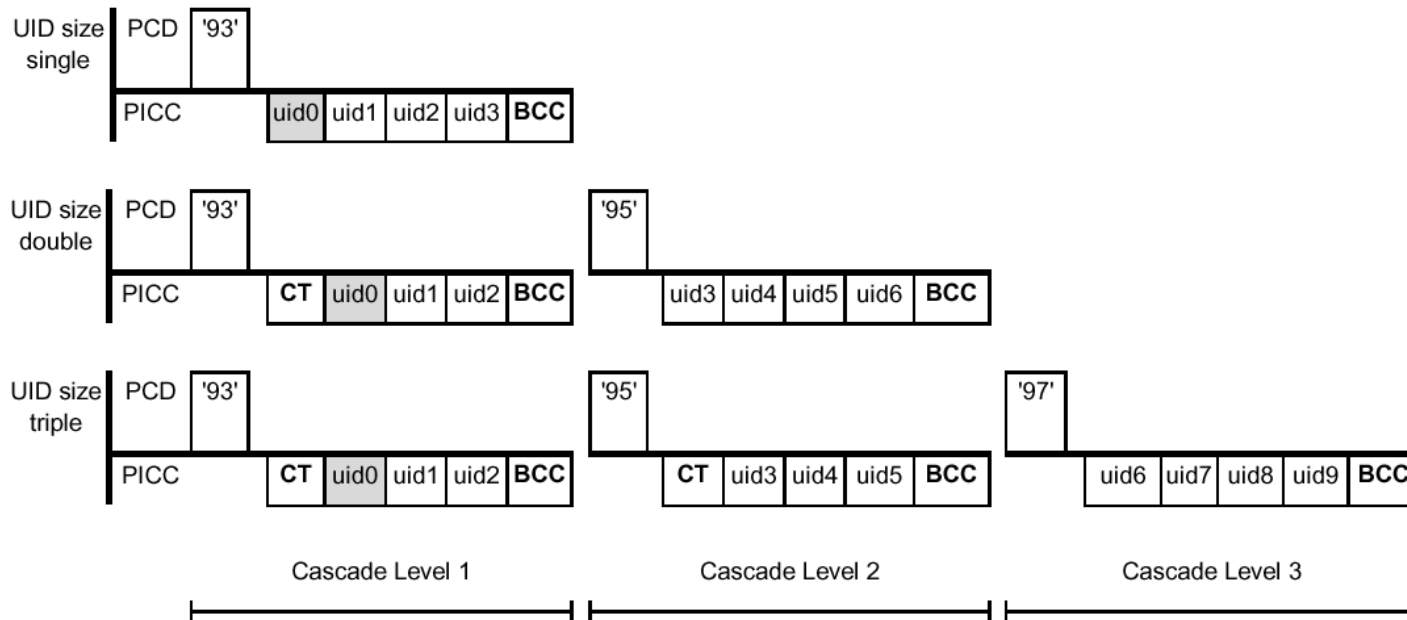 UID size single PCD '93'
PICC uid0 uid1 uid2 uid3 BCC
UID size double PCD '93' '95'
PICC CT uid0 uid1 uid2 BCC uid3 uid4 uid5 uid6 BCC
UID size triple PCD '93' '95' '97'
PICC CT uid0 uid1 uid2 BCC CT uid3 uid4 uid5 BCC uid6 uid7 uid8 uid9 BCC
Cascade Level 1 Cascade Level 2 Cascade Level 3